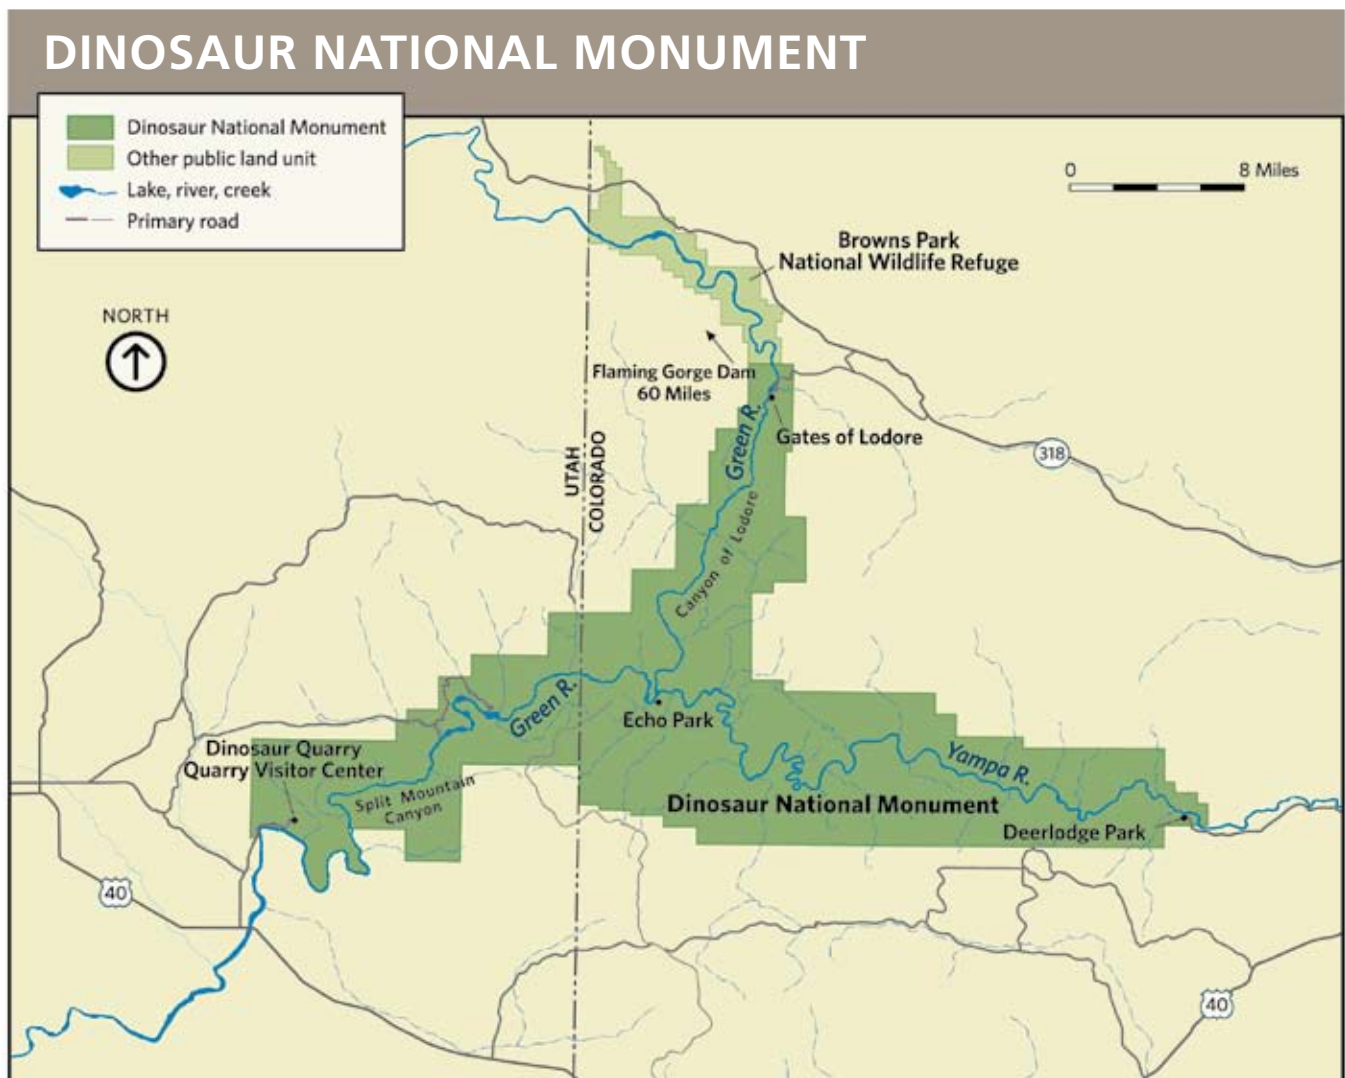 DINOSAUR NATIONAL MONUMENT
Dinosaur National Monument
Other public land unit
Lake, river, creek
Primary road
0 8 Miles
Browns Park
National Wildlife Refuge
NORTH
Flaming Gorge Dam
60 Miles
Green R.
Gates of Lodore
UTAH
COLORADO
318
Canyon of Lodore
Green R.
Echo Park
Dinosaur Quarry
Quarry Visitor Center
Split Mountain
Canyon
Yampa R.
Dinosaur National Monument
Deerlodge Park
40
40